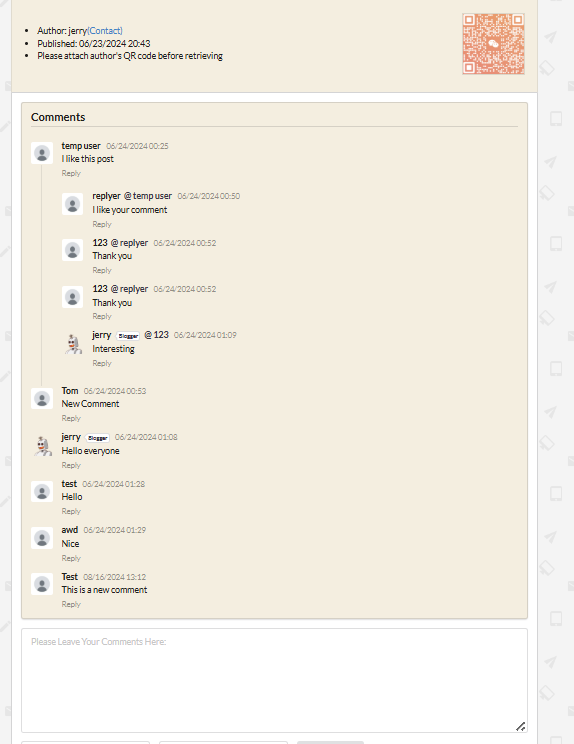 Author: jerry(Contact)
Published: 06/23/2024 20:43
Please attach author's QR code before retrieving
Comments
temp user 06/24/2024 00:25
I like this post
Reply
replyer @ temp user 06/24/2024 00:50
I like your comment
Reply
123 @ replyer 06/24/2024 00:52
Thank you
Reply
123 @ replyer 06/24/2024 00:52
Thank you
Reply
jerry Blogger @ 123 06/24/2024 01:09
Interesting
Reply
Tom 06/24/2024 00:53
New Comment
Reply
jerry Blogger 06/24/2024 01:08
Hello everyone
Reply
test 06/24/2024 01:28
Hello
Reply
awd 06/24/2024 01:29
Nice
Reply
Test 08/16/2024 13:12
This is a new comment
Reply
Please Leave Your Comments Here: